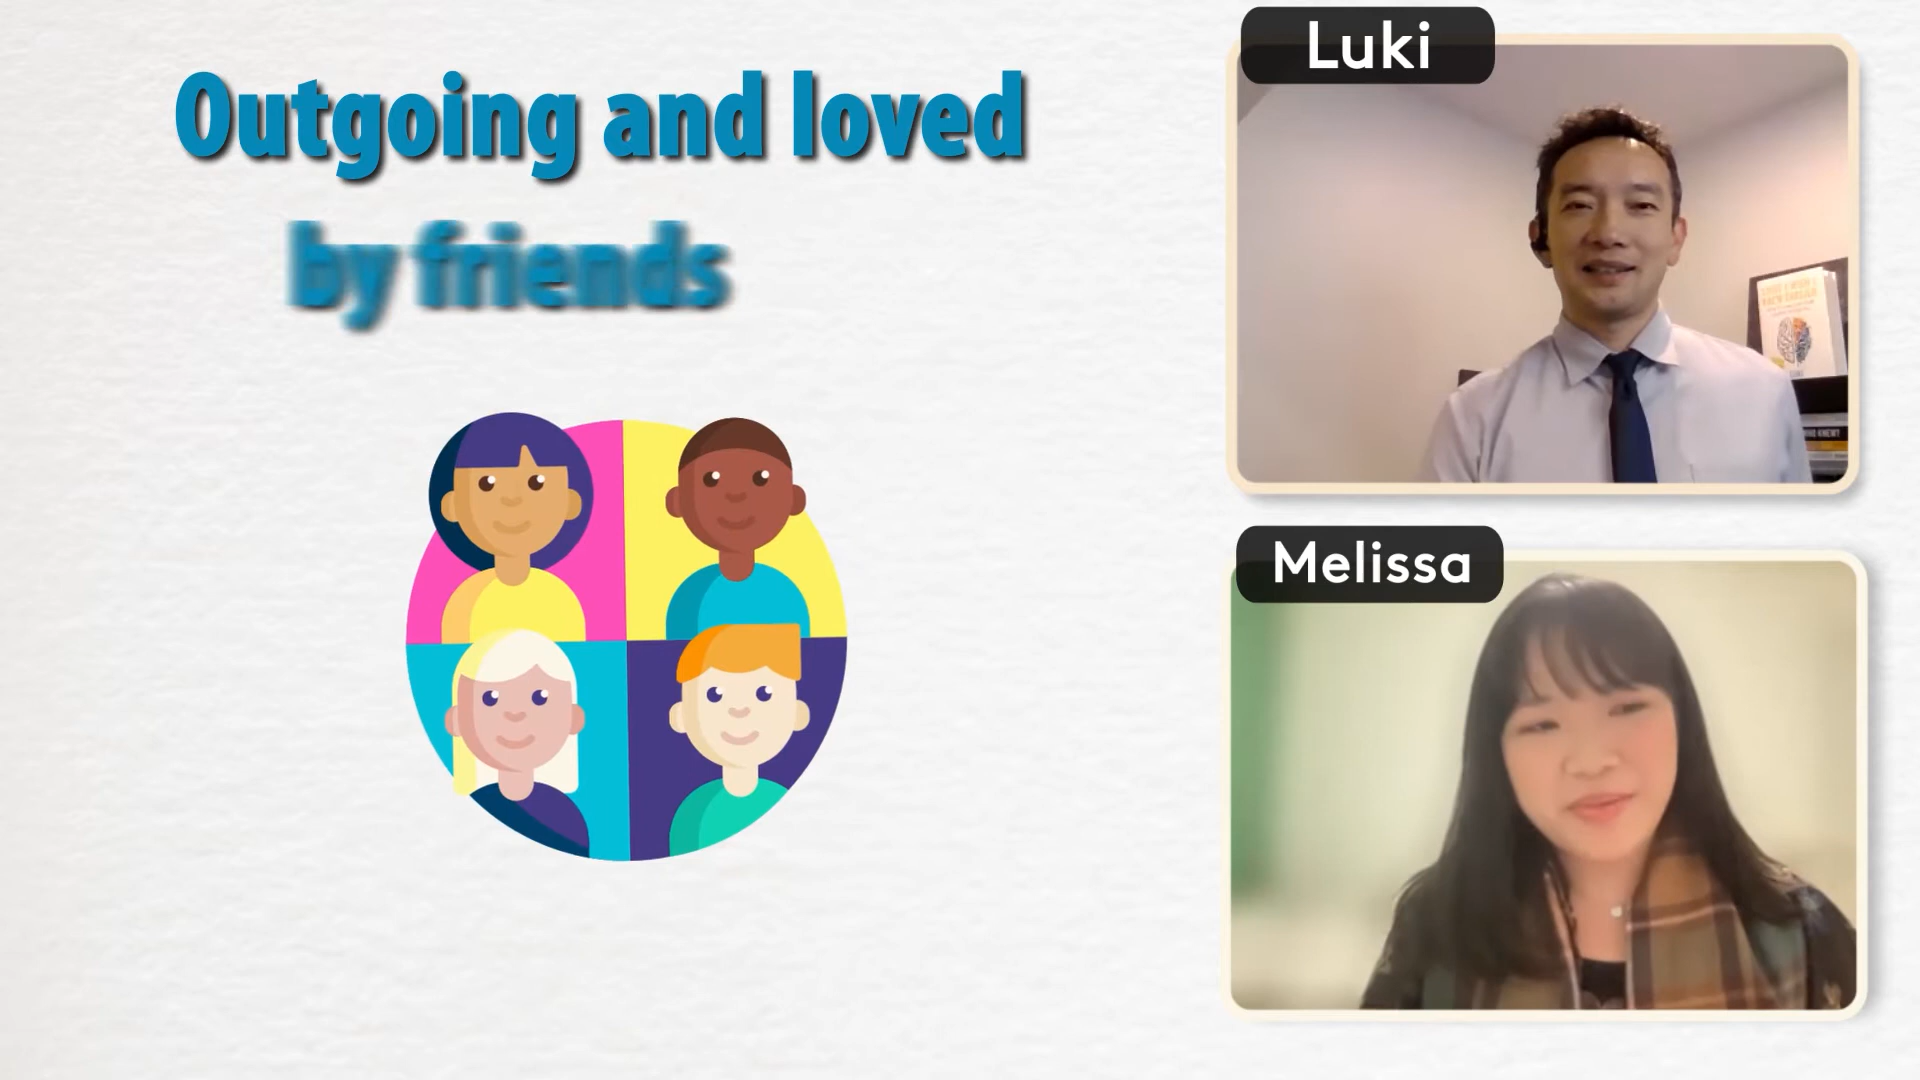 Outgoing and loved
by friends
Luki
Melissa